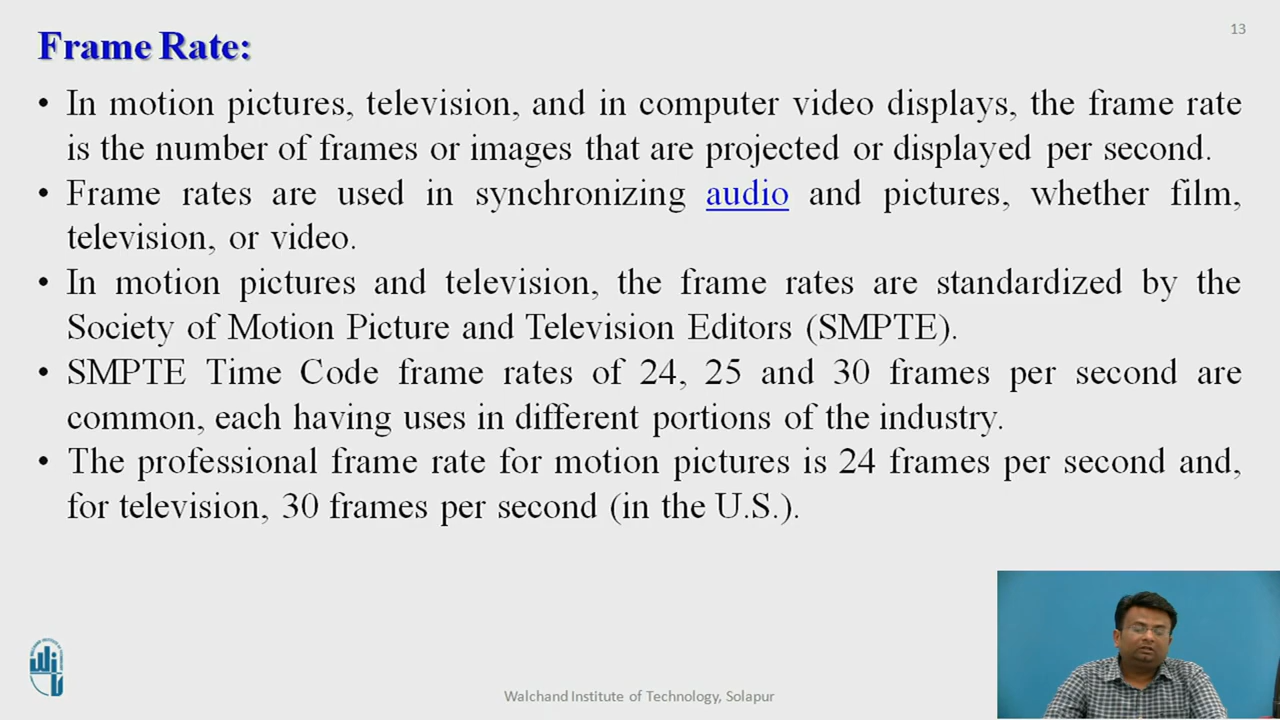 13
Frame Rate:
• In motion pictures, television, and in computer video displays, the frame rate
is the number of frames or images that are projected or displayed per second.
• Frame rates are used in synchronizing audio and pictures, whether film,
television, or video.
• In motion pictures and television, the frame rates are standardized by the
Society of Motion Picture and Television Editors (SMPTE).
• SMPTE Time Code frame rates of 24, 25 and 30 frames per second are
common, each having uses in different portions of the industry.
• The professional frame rate for motion pictures is 24 frames per second and,
for television, 30 frames per second (in the U.S.).
Walchand Institute of Technology, Solapur